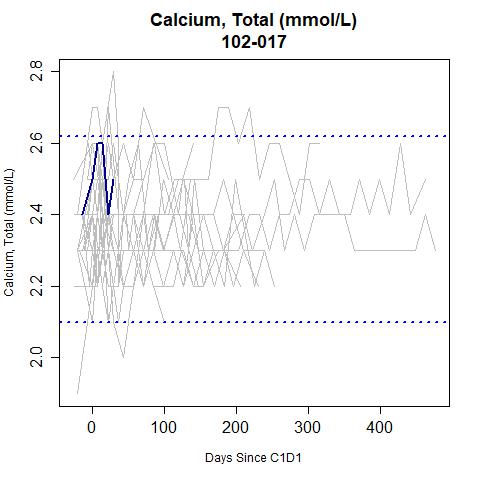 Calcium, Total (mmol/L)
102-017
Calcium, Total (mmol/L)
2.8
2.6
2.4
2.2
2.0
0 100 200 300 400
Days Since C1D1